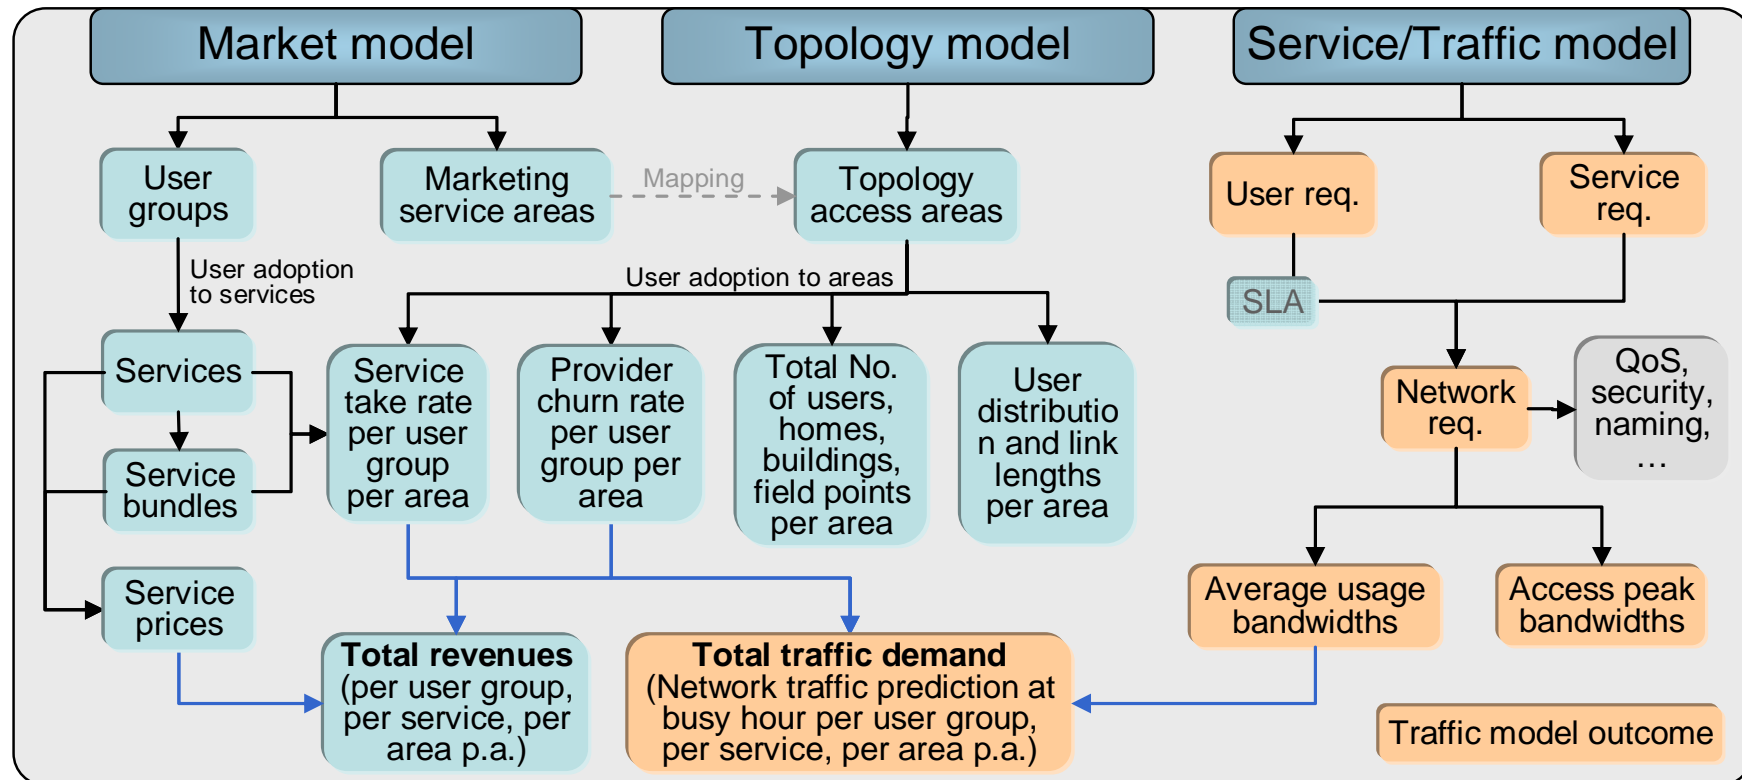 Market model
Topology model
Service/Traffic model
User
groups
Marketing
service areas
Mapping
Topology
access areas
User req.
Service
req.
User adoption
to services
User adoption to areas
SLA
Services
Service
bundles
Service
prices
Service
take rate
per user
group
per area
Provider
churn rate
per user
group per
area
Total No.
of users,
homes,
buildings,
field points
per area
User
distributio
n and link
lengths
per area
Network
req.
QoS,
security,
naming,
…
Average usage
bandwidths
Access peak
bandwidths
Total revenues
(per user group,
per service, per
area p.a.)
Total traffic demand
(Network traffic prediction at
busy hour per user group,
per service, per area p.a.)
Traffic model outcome